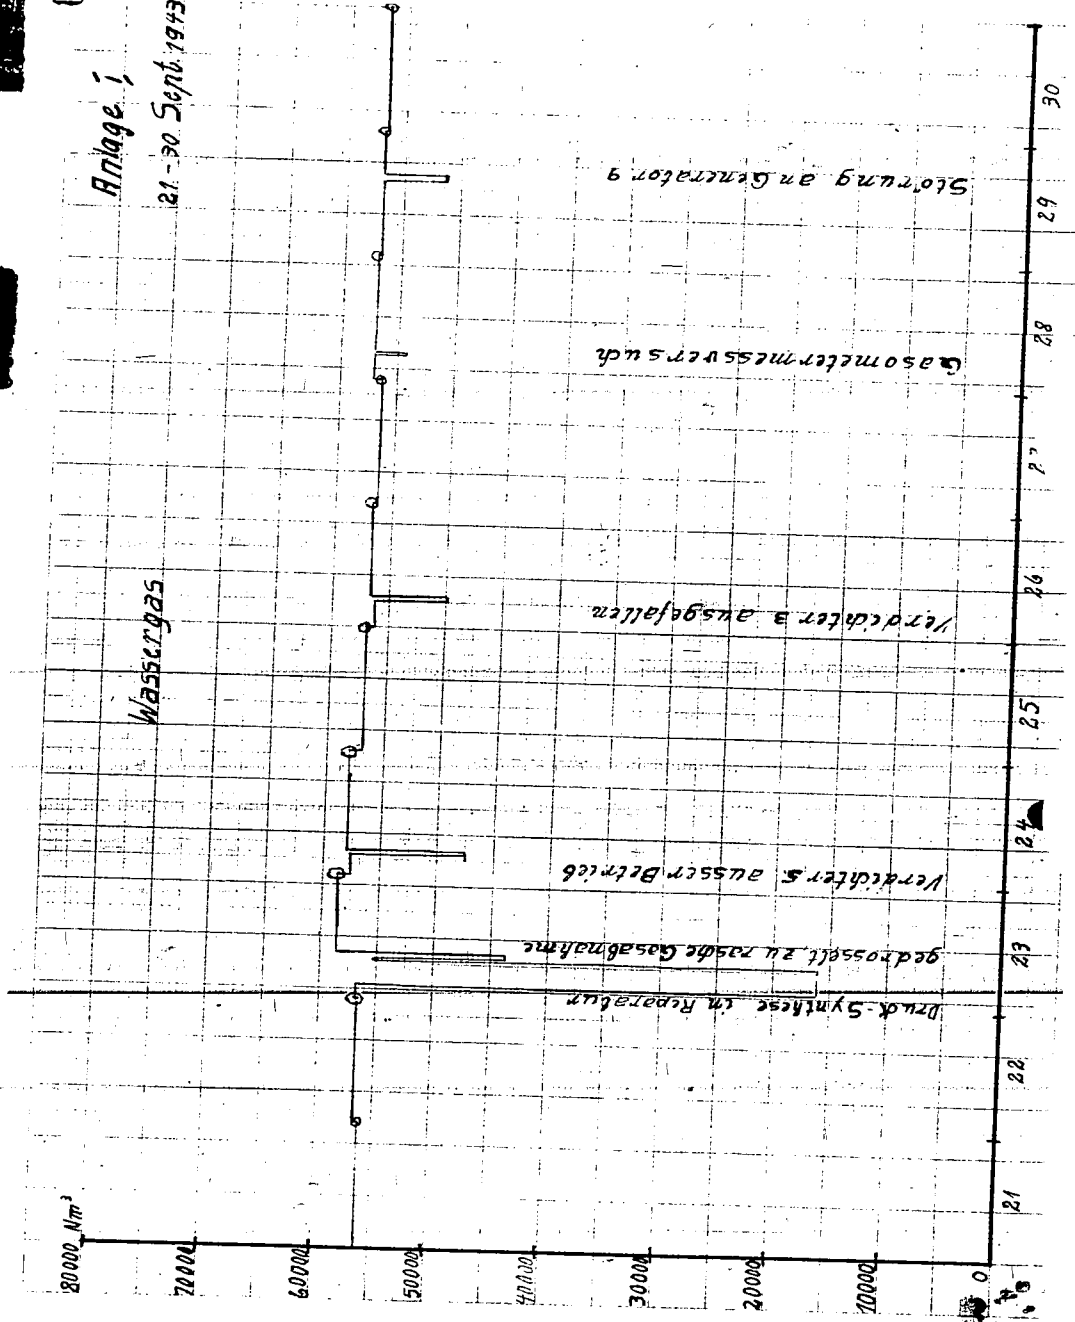 Anlage 1,
21.-30. Sept. 1943
Wassergas
80000 Nm³
70000
60000
50000
40000
30000
20000
10000
0
21
22
23
24
25
26
28
29
30
Druck-Synthese in Reparatur
gedrosselt, zu rasche Gasabnahme
Verdichter 5 ausser Betrieb
Verdichter 3 ausgefallen
Gasometermessversuch
Störung an Generator 9